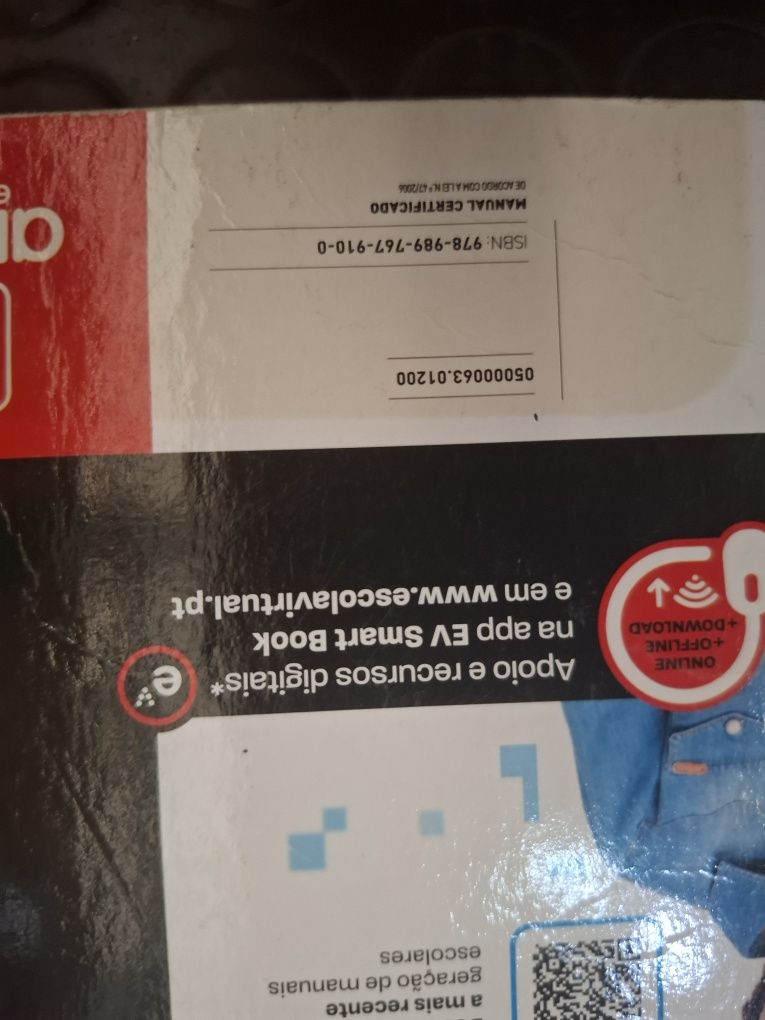 a mais recente
geração de manuais
escolares
ONLINE
+OFFLINE
+DOWNLOAD
Apoio e recursos digitais*
na app EV Smart Book
e em www.escolavirtual.pt
e
05000063.01200
ISBN: 978-989-767-910-0
MANUAL CERTIFICADO
DE ACORDO COM A LEI N.º 47/2006